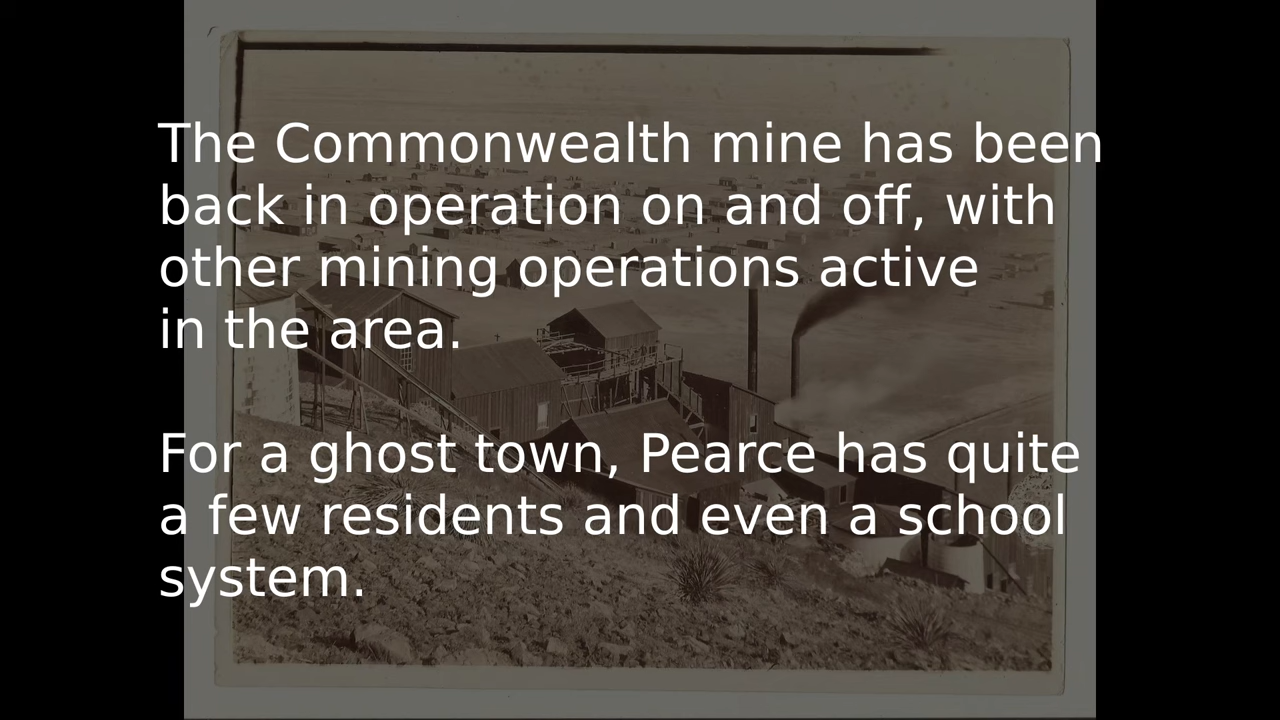 The Commonwealth mine has been
back in operation on and off, with
other mining operations active
in the area.
For a ghost town, Pearce has quite
a few residents and even a school
system.